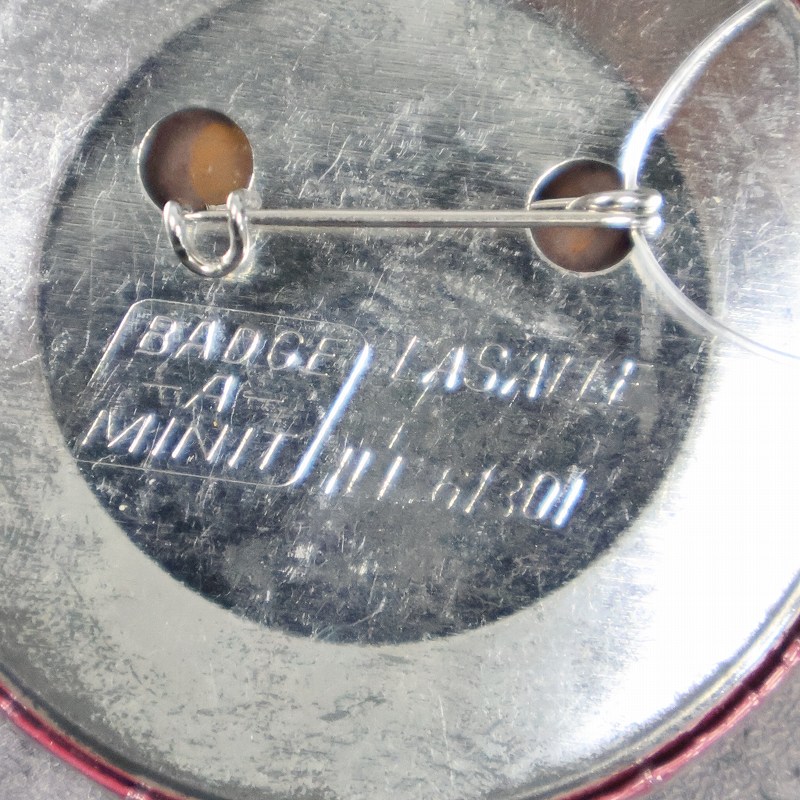 BADGE
-A-
MINIT
LASALLE
ILL 61301